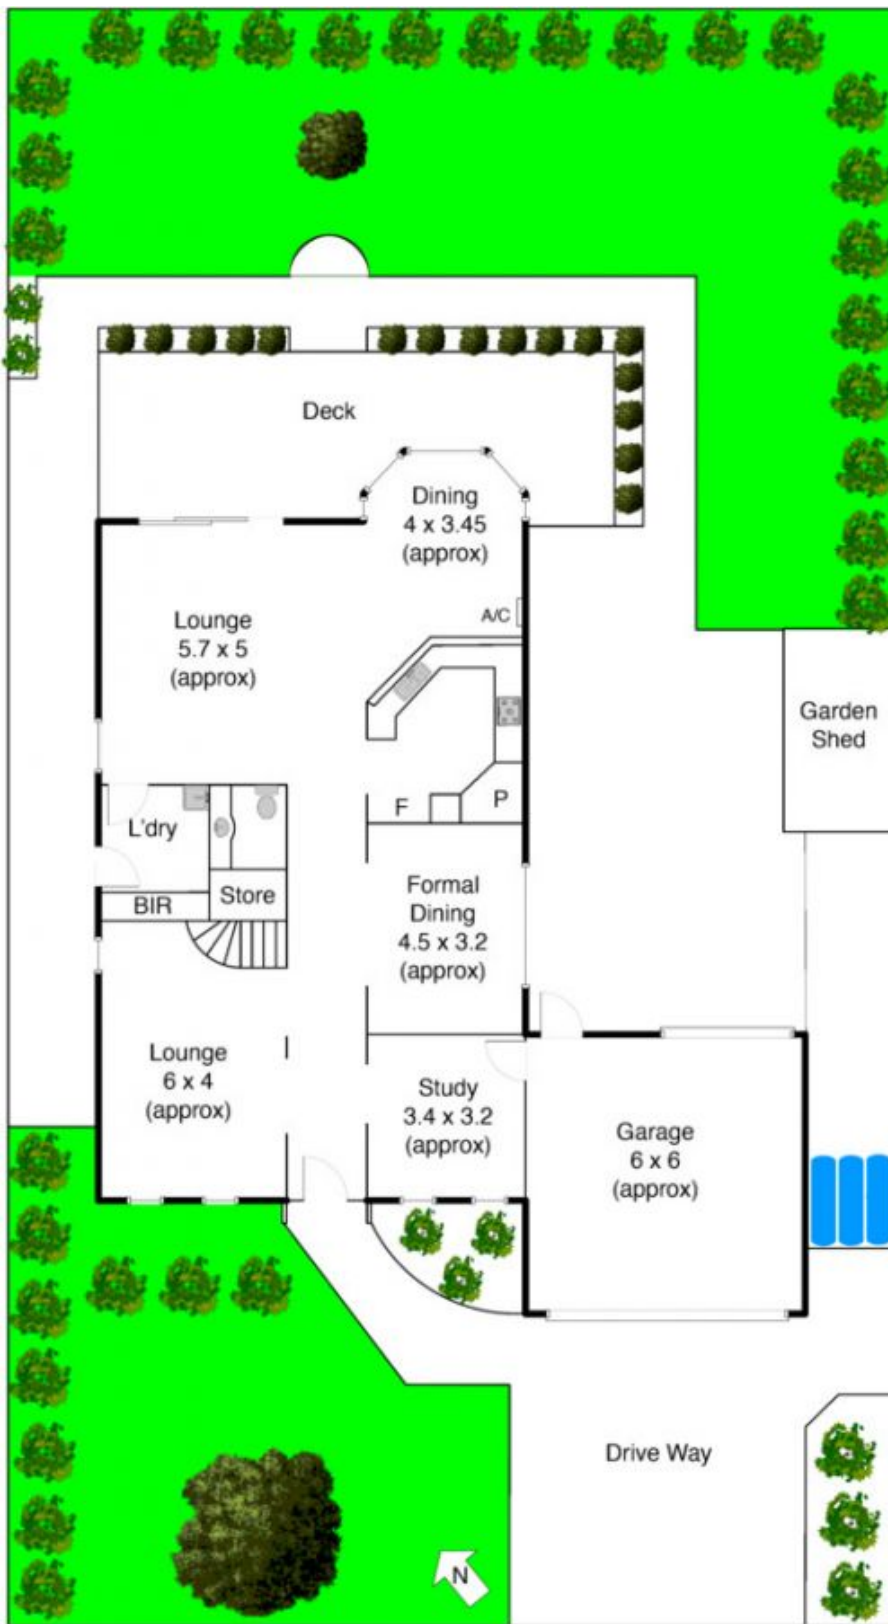 Deck
Dining
4 x 3.45
(approx)
A/C
Lounge
5.7 x 5
(approx)
Garden
Shed
F
P
L'dry
BIR
Store
Formal
Dining
4.5 x 3.2
(approx)
Lounge
6 x 4
(approx)
Study
3.4 x 3.2
(approx)
Garage
6 x 6
(approx)
Drive Way
N